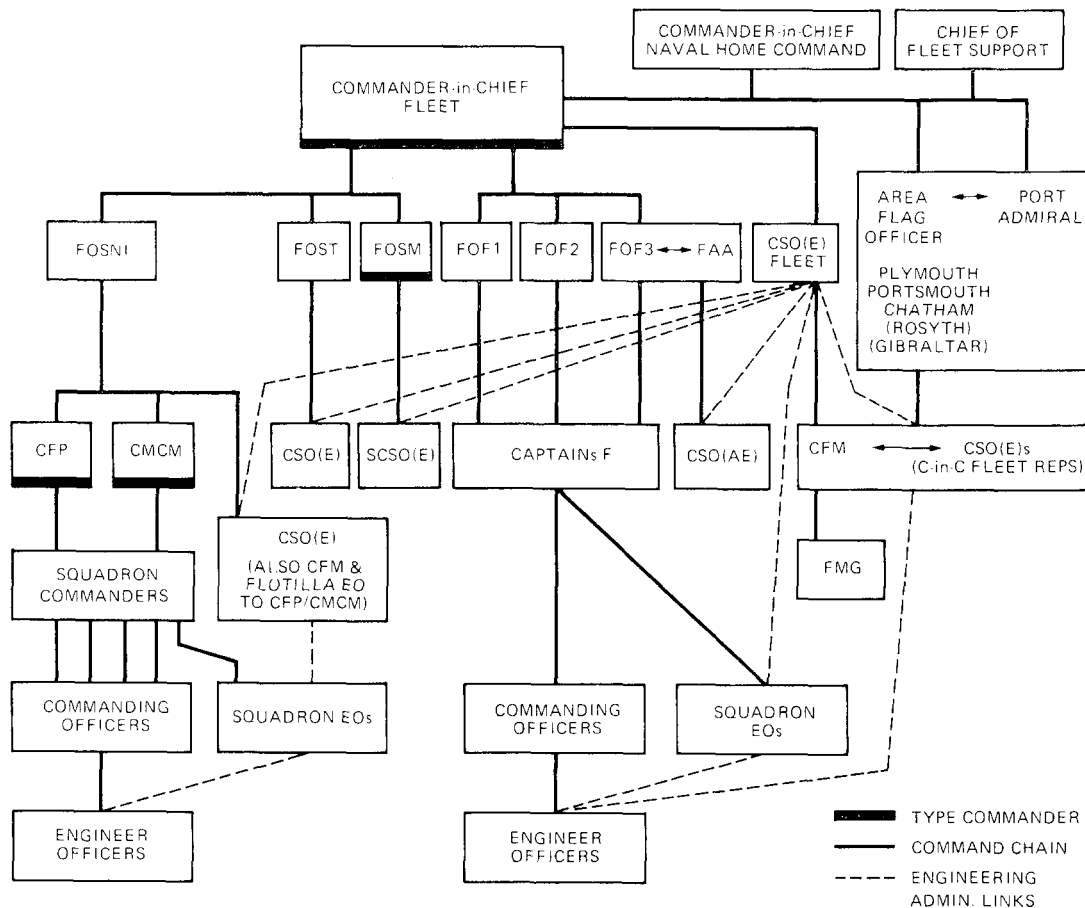 COMMANDER-in-CHIEF
NAVAL HOME COMMAND
CHIEF OF
FLEET SUPPORT
COMMANDER-in-CHIEF
FLEET
AREA ↔ PORT
FLAG ADMIRAL
OFFICER
PLYMOUTH
PORTSMOUTH
CHATHAM
(ROSYTH)
(GIBRALTAR)
FOSNI
FOST
FOSM
FOF1
FOF2
FOF3 ↔ FAA
CSO(E)
FLEET
CFP
CMCM
CSO(E)
SCSO(E)
CAPTAINs F
CSO(AE)
CFM ↔ CSO(E)s
(C-in-C FLEET REPS)
CSO(E)
(ALSO CFM &
FLOTILLA EO
TO CFP/CMCM)
SQUADRON
COMMANDERS
FMG
COMMANDING
OFFICERS
SQUADRON EOs
COMMANDING
OFFICERS
SQUADRON
EOs
ENGINEER
OFFICERS
ENGINEER
OFFICERS
TYPE COMMANDER
COMMAND CHAIN
ENGINEERING
ADMIN. LINKS